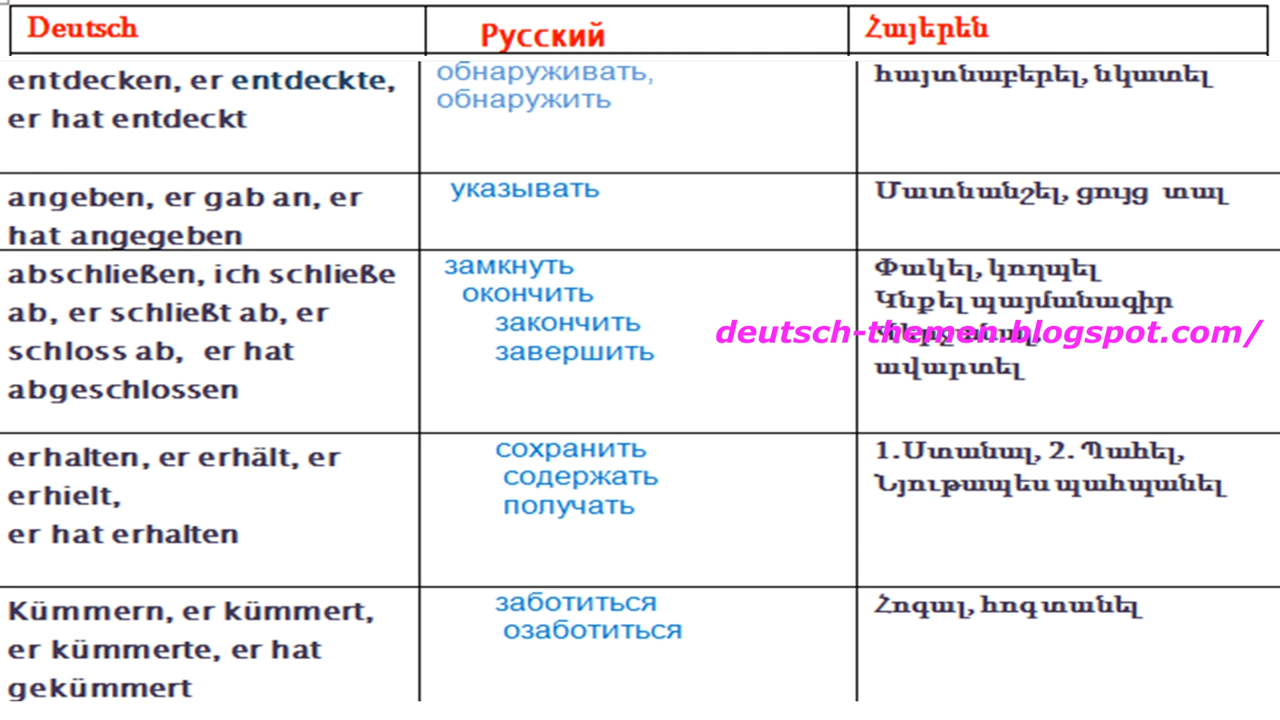 Deutsch
Русский
Հայերեն
entdecken, er entdeckte,
er hat entdeckt
обнаруживать,
обнаружить
հայտնաբերել, նկատել
angeben, er gab an, er
hat angegeben
указывать
Մատնանշել, ցույց տալ
abschließen, ich schließe
ab, er schließt ab, er
schloss ab, er hat
abgeschlossen
замкнуть
окончить
закончить
завершить
Փակել, կողպել
Կնքել պայմանագիր
ավարտել
deutsch-themen.blogspot.com/
erhalten, er erhält, er
erhielt,
er hat erhalten
сохранить
содержать
получать
1.Ստանալ, 2. Պահել,
Նյութապես պահպանել
Kümmern, er kümmert,
er kümmerte, er hat
gekümmert
заботиться
озаботиться
Հոգալ, հոգ տանել